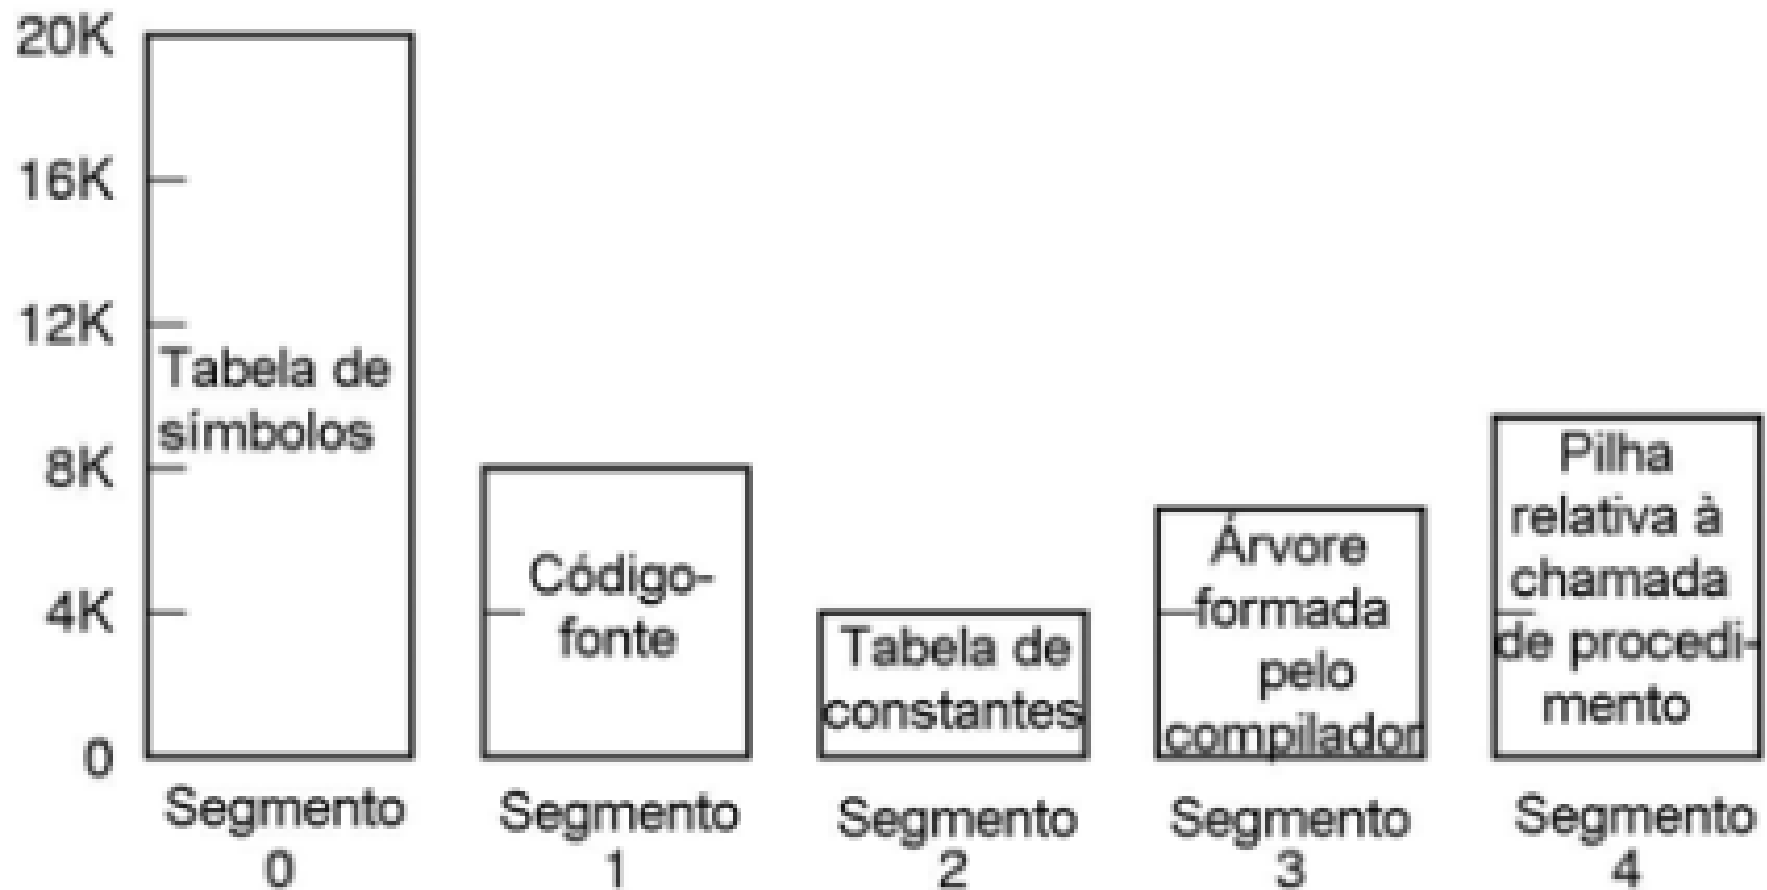 20K
16K
12K
8K
4K
0
Tabela de
símbolos
Segmento
0
Código-
fonte
Segmento
1
Tabela de
constantes
Segmento
2
Árvore
formada
pelo
compilador
Segmento
3
Pilha
relativa à
chamada
de procedi-
mento
Segmento
4